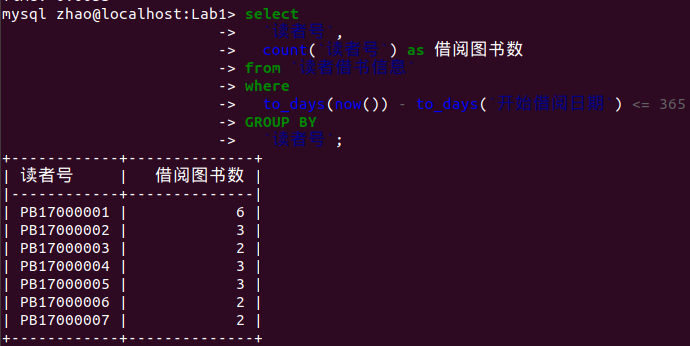 mysql zhao@localhost:Lab1> select
-> `读者号`,
-> count(`读者号`) as 借阅图书数
-> from `读者借书信息`
-> where
-> to_days(now()) - to_days(`开始借阅日期`) <= 365
-> GROUP BY
-> `读者号`;
+------------+--------------+
| 读者号 | 借阅图书数 |
|------------+--------------|
| PB17000001 | 6 |
| PB17000002 | 3 |
| PB17000003 | 2 |
| PB17000004 | 3 |
| PB17000005 | 3 |
| PB17000006 | 2 |
| PB17000007 | 2 |
+------------+--------------+